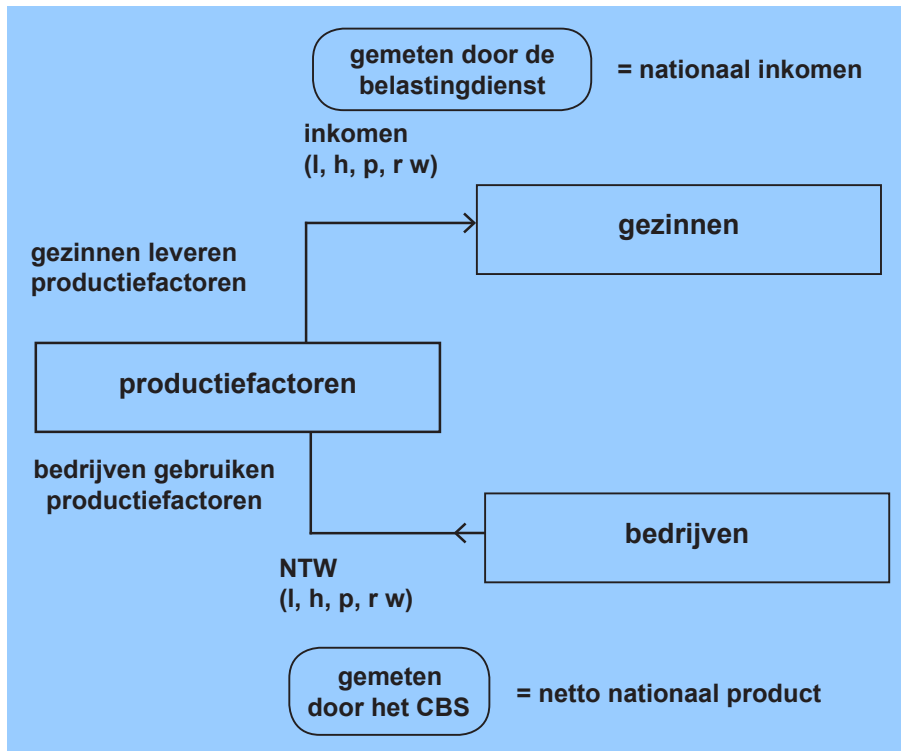 gemeten door de
belastingdienst
= nationaal inkomen
inkomen
(l, h, p, r w)
gezinnen
gezinnen leveren
productiefactoren
productiefactoren
bedrijven gebruiken
productiefactoren
bedrijven
NTW
(l, h, p, r w)
gemeten
door het CBS
= netto nationaal product